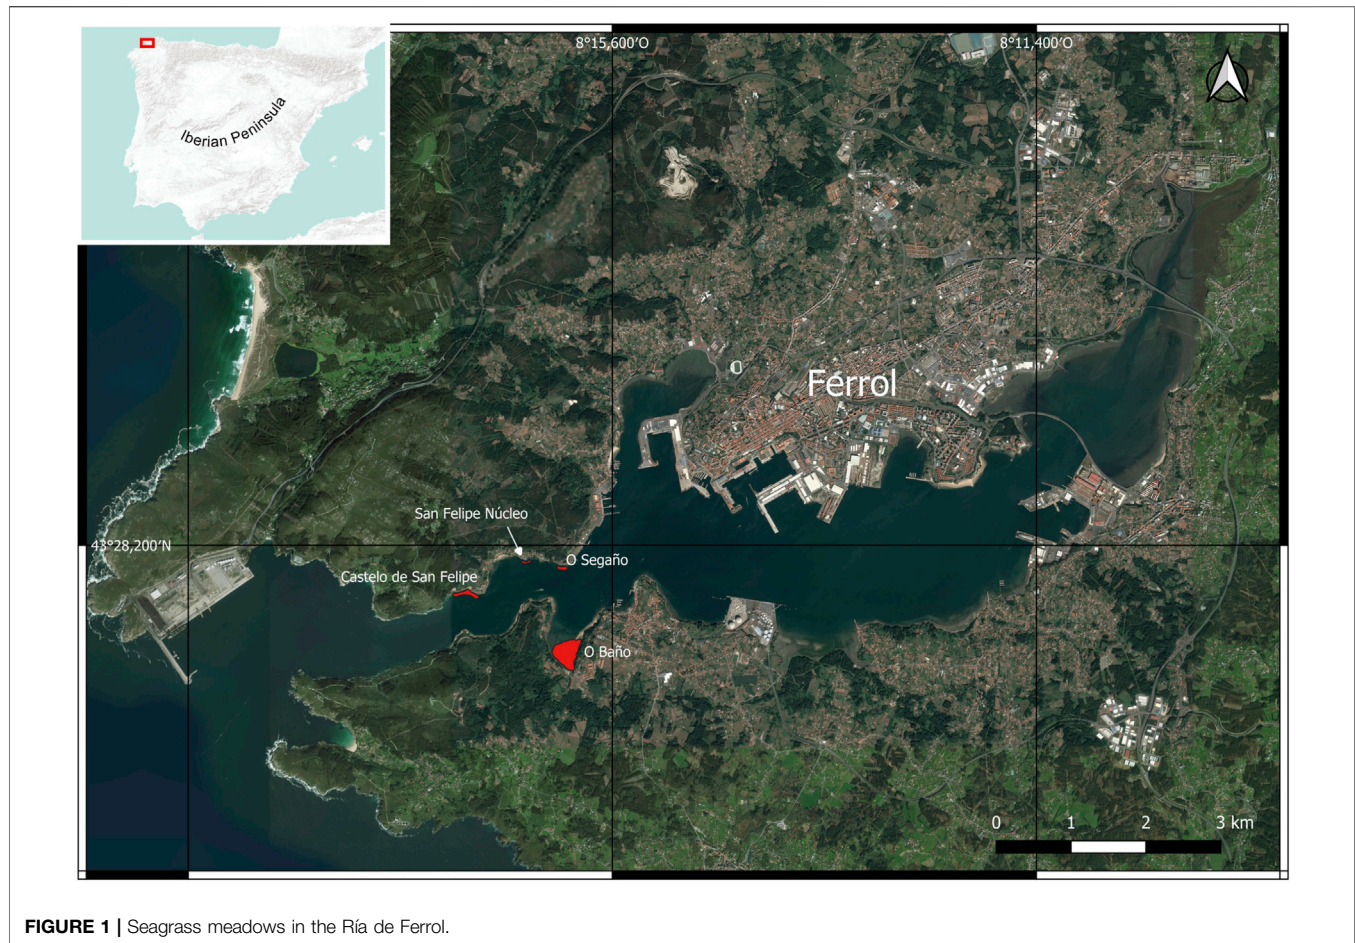 8°15,600'O
8°11,400'O
Iberian Peninsula
Ferrol
San Felipe Núcleo
43°28,200'N
O Segaño
Castelo de San Felipe
O Baño
0 1 2 3 km
FIGURE 1 | Seagrass meadows in the Ría de Ferrol.